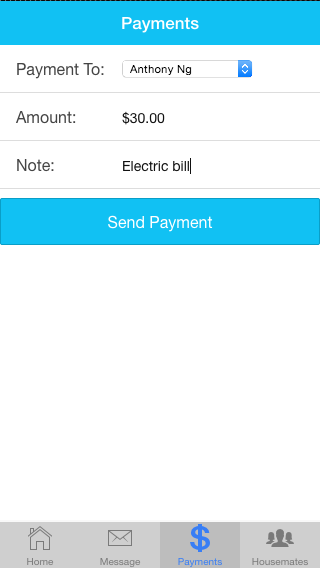 Payments
Payment To: Anthony Ng
Amount: $30.00
Note: Electric bill
Send Payment
Home Message Payments Housemates